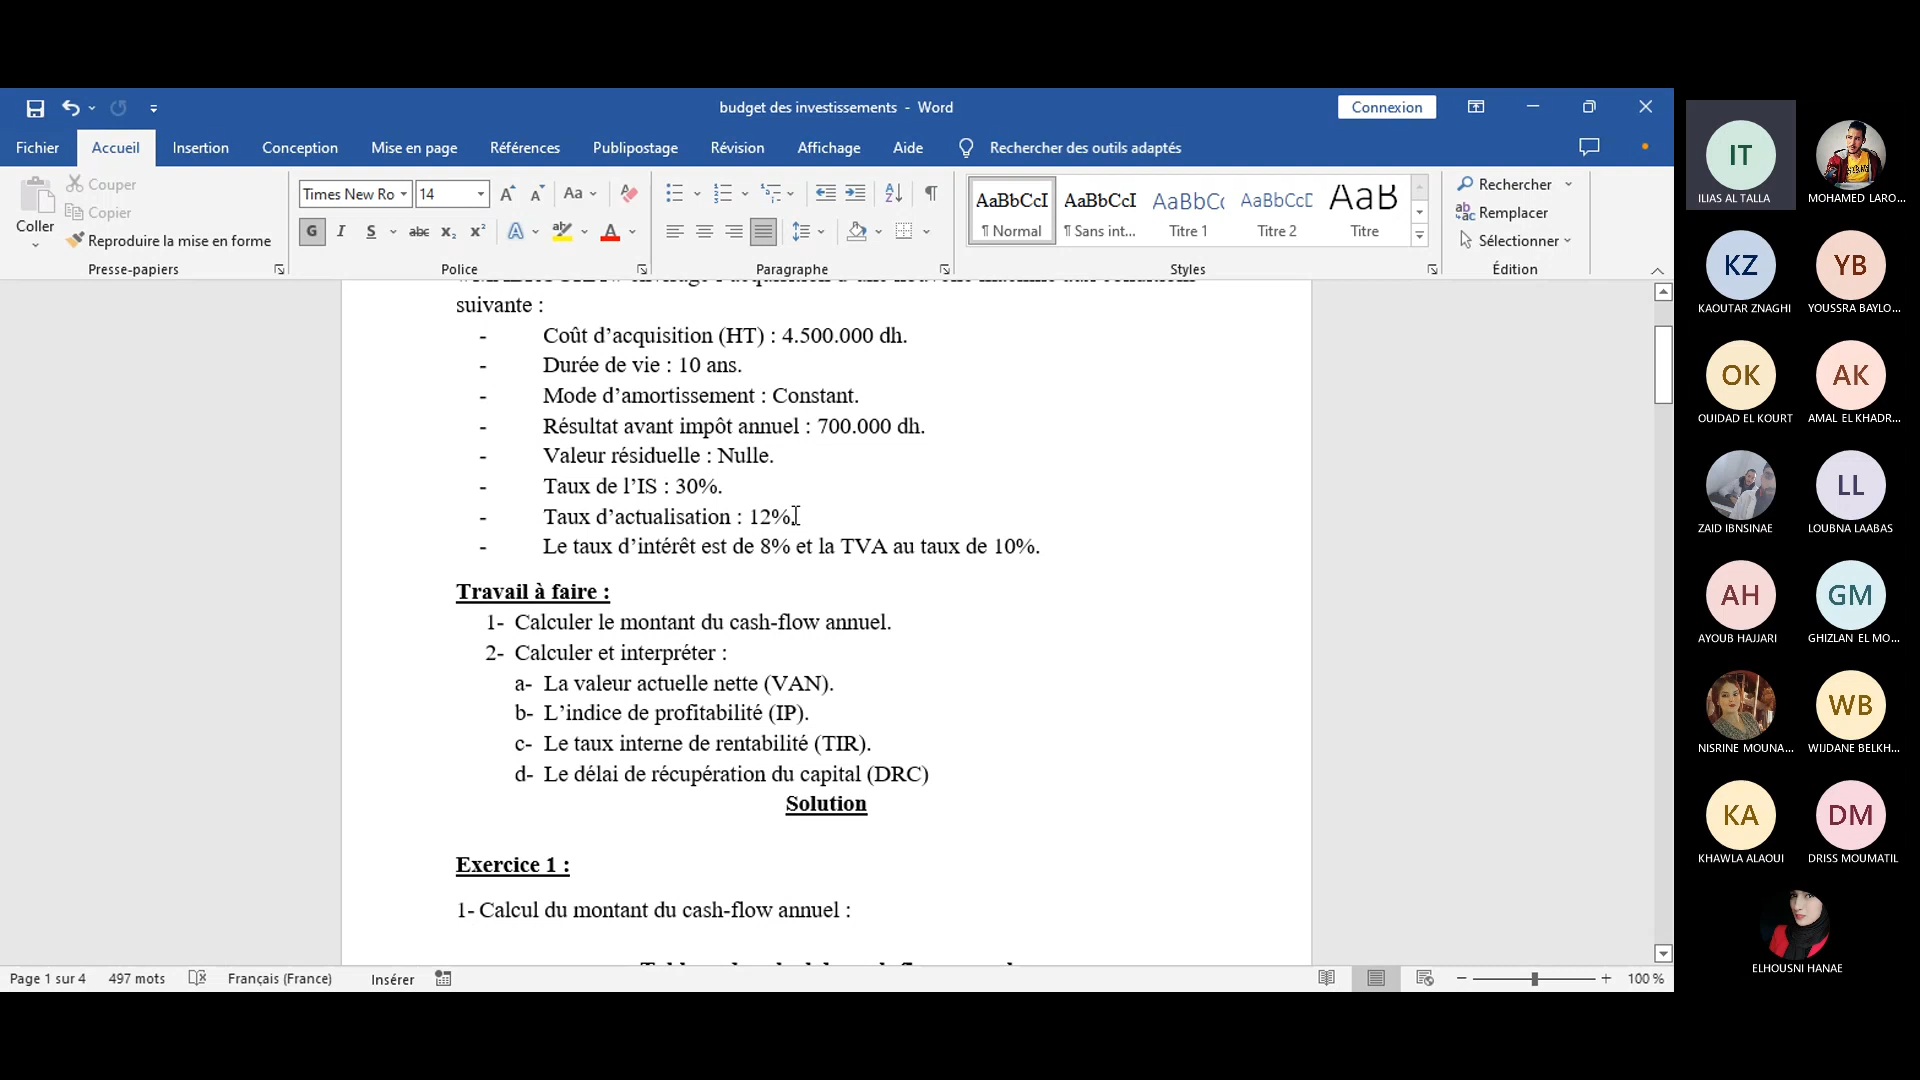 budget des investissements - Word
Connexion
Fichier
Accueil
Insertion
Conception
Mise en page
Références
Publipostage
Révision
Affichage
Aide
Rechercher des outils adaptés
Coller
Couper
Copier
Reproduire la mise en forme
Presse-papiers
Times New Ro
14
Aa
G I S abc x₂ x²
Police
Paragraphe
AaBbCcI AaBbCcI AaBbC AaBbCcE AaB
¶ Normal ¶ Sans int... Titre 1 Titre 2 Titre
Styles
Rechercher
Remplacer
Sélectionner
Édition
suivante :
- Coût d’acquisition (HT) : 4.500.000 dh.
- Durée de vie : 10 ans.
- Mode d’amortissement : Constant.
- Résultat avant impôt annuel : 700.000 dh.
- Valeur résiduelle : Nulle.
- Taux de l’IS : 30%.
- Taux d’actualisation : 12%.
- Le taux d’intérêt est de 8% et la TVA au taux de 10%.
Travail à faire :
1- Calculer le montant du cash-flow annuel.
2- Calculer et interpréter :
a- La valeur actuelle nette (VAN).
b- L’indice de profitabilité (IP).
c- Le taux interne de rentabilité (TIR).
d- Le délai de récupération du capital (DRC)
Solution
Exercice 1 :
1- Calcul du montant du cash-flow annuel :
Page 1 sur 4
497 mots
Français (France)
Insérer
100 %
IT
ILIAS AL TALLA
MOHAMED LARO...
KZ
KAOUTAR ZNAGHI
YB
YOUSSRA BAYLO...
OK
OUIDAD EL KOURT
AK
AMAL EL KHADR...
ZAID IBNSINAE
LL
LOUBNA LAABAS
AH
AYOUB HAJJARI
GM
GHIZLAN EL MO...
NISRINE MOUNA...
WB
WIJDANE BELKH...
KA
KHAWLA ALAOUI
DM
DRISS MOUMATIL
ELHOUSNI HANAE